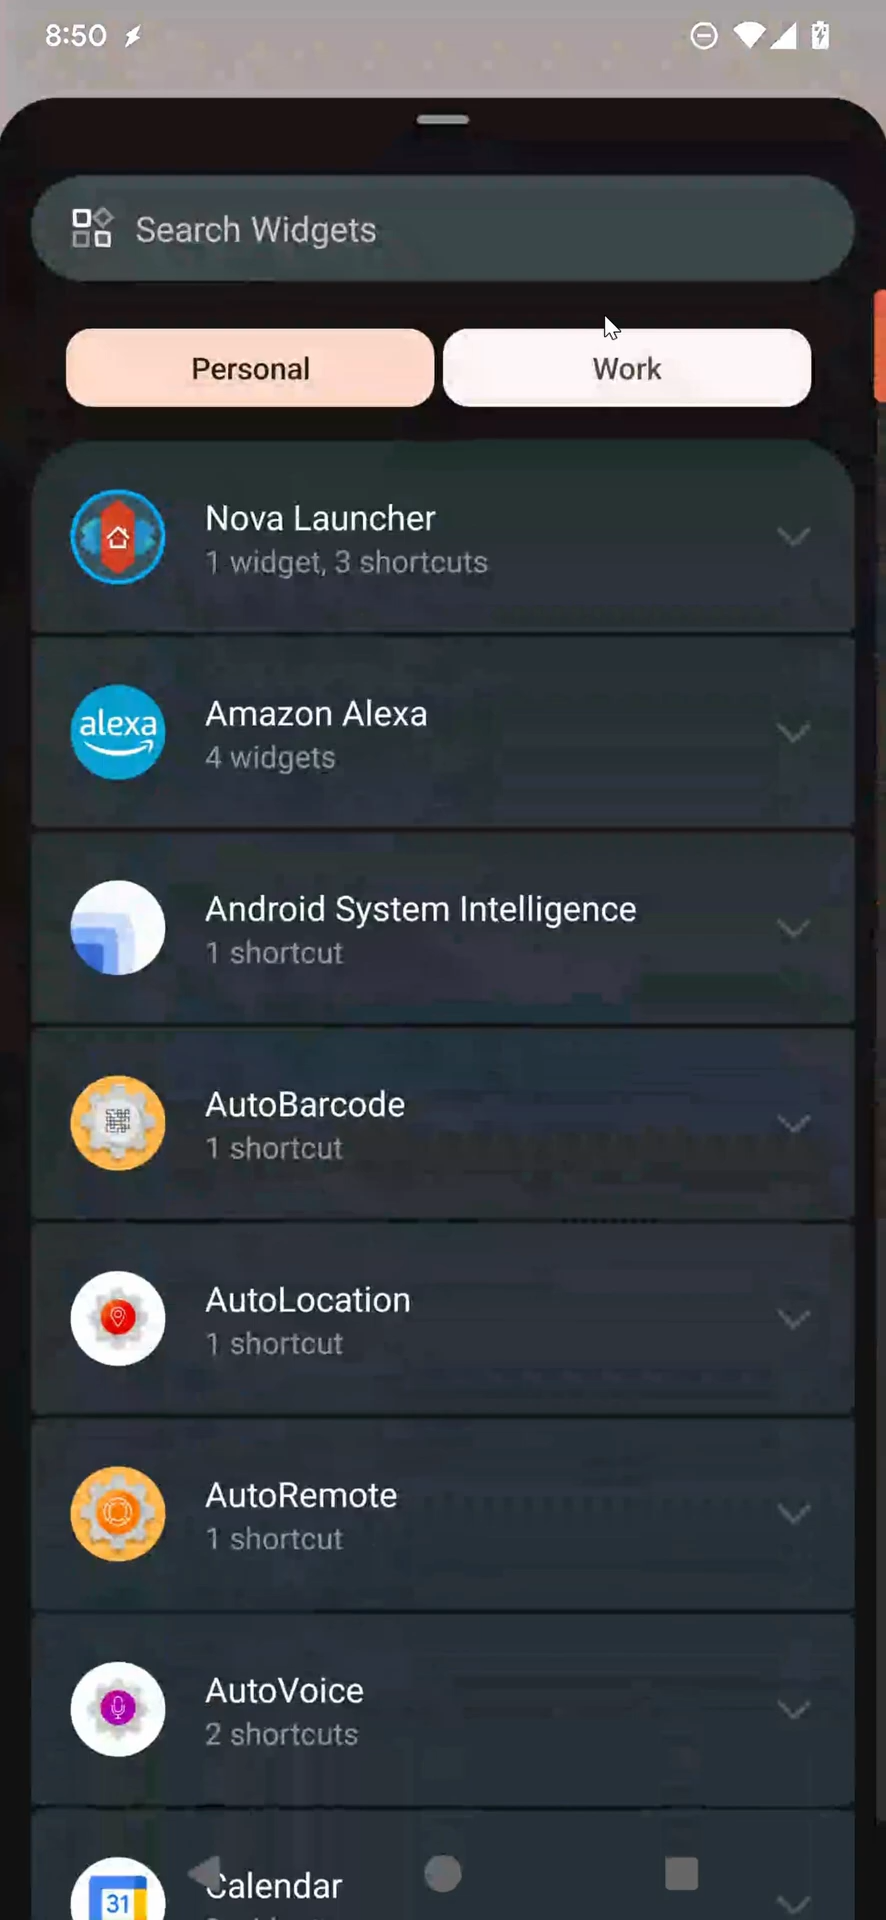 8:50
Search Widgets
Personal
Work
Nova Launcher
1 widget, 3 shortcuts
alexa
Amazon Alexa
4 widgets
Android System Intelligence
1 shortcut
AutoBarcode
1 shortcut
AutoLocation
1 shortcut
AutoRemote
1 shortcut
AutoVoice
2 shortcuts
31
Calendar